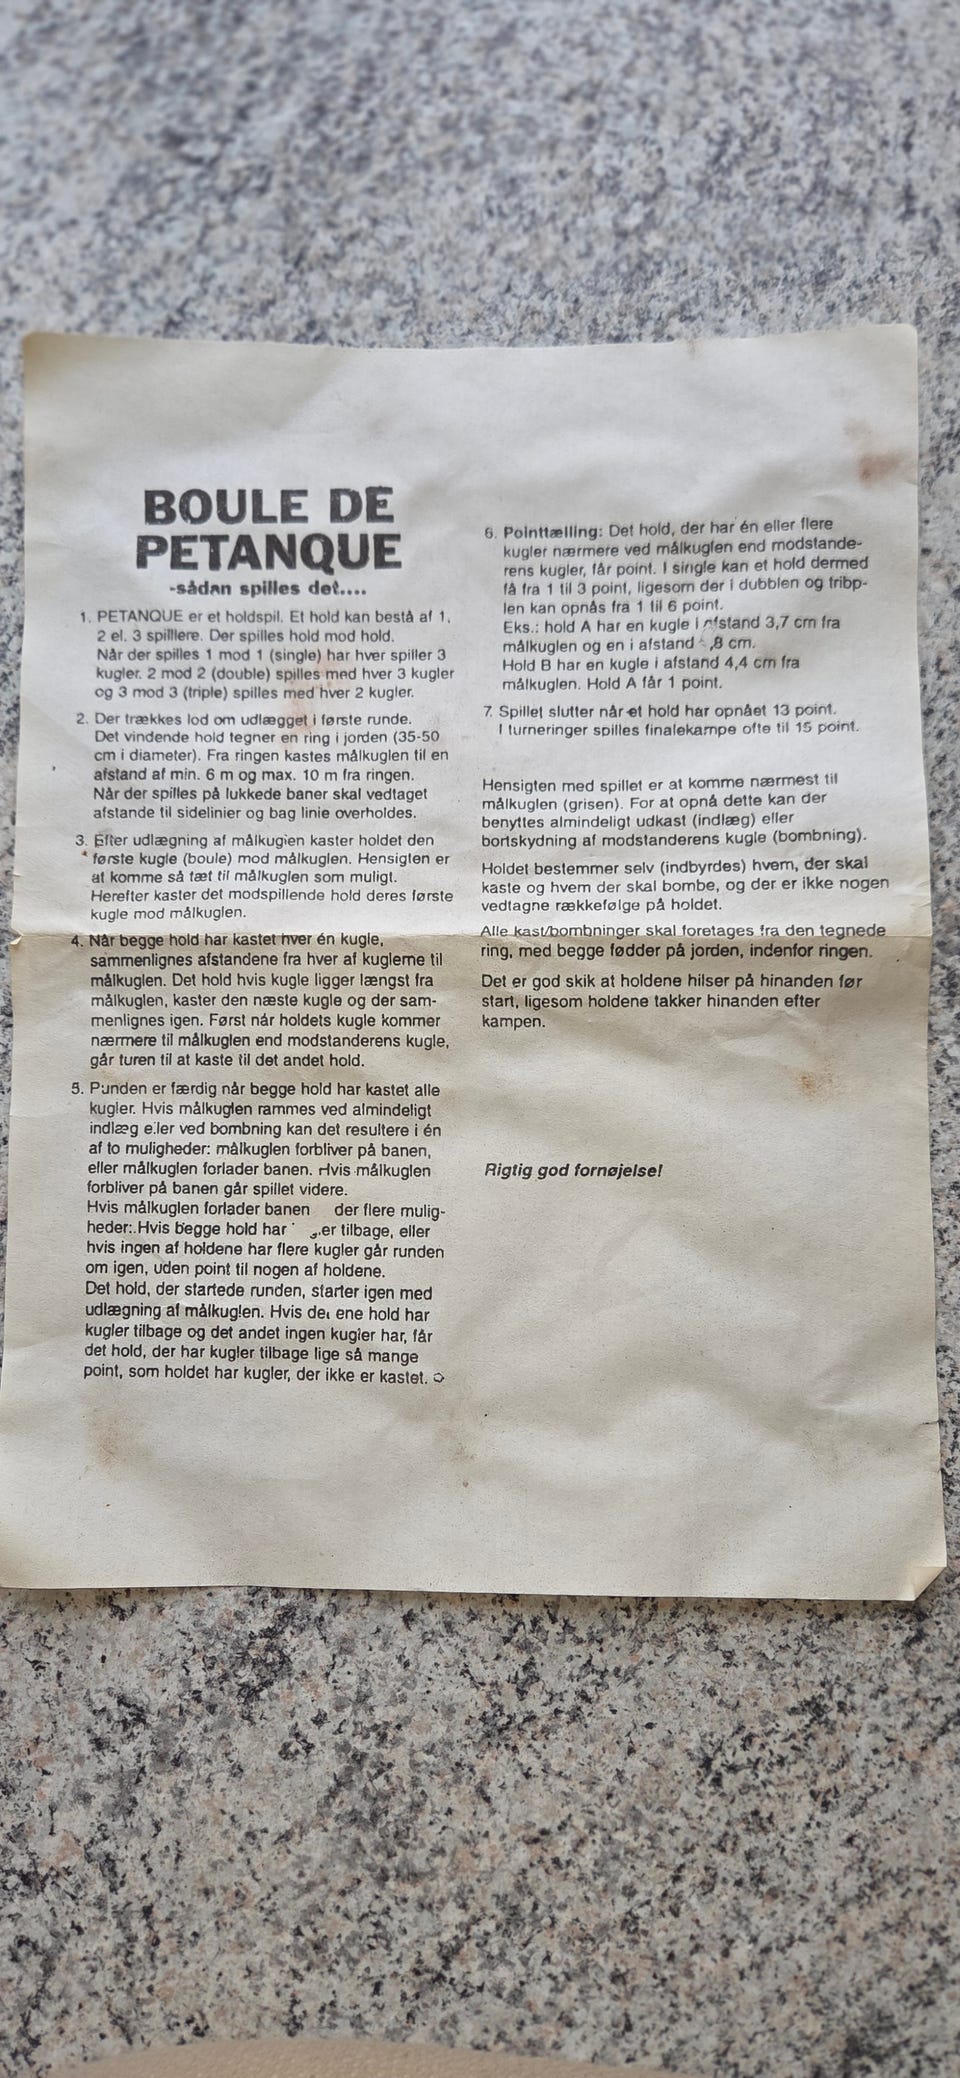 BOULE DE
PETANQUE
-sådan spilles det....
1. PETANQUE er et holdspil. Et hold kan bestå af 1,
2 el. 3 spilllere. Der spilles hold mod hold.
Når der spilles 1 mod 1 (single) har hver spiller 3
kugler. 2 mod 2 (double) spilles med hver 3 kugler
og 3 mod 3 (triple) spilles med hver 2 kugler.
2. Der trækkes lod om udlægget i første runde.
Det vindende hold tegner en ring i jorden (35-50
cm i diameter). Fra ringen kastes målkuglen til en
afstand af min. 6 m og max. 10 m fra ringen.
Når der spilles på lukkede baner skal vedtaget
afstande til sidelinier og bag linie overholdes.
3. Efter udlægning af målkuglen kaster holdet den
første kugle (boule) mod målkuglen. Hensigten er
at komme så tæt til målkuglen som muligt.
Herefter kaster det modspillende hold deres første
kugle mod målkuglen.
4. Når begge hold har kastet hver én kugle,
sammenlignes afstandene fra hver af kuglerne til
målkuglen. Det hold hvis kugle ligger længst fra
målkuglen, kaster den næste kugle og der sam-
menlignes igen. Først når holdets kugle kommer
nærmere til målkuglen end modstanderens kugle,
går turen til at kaste til det andet hold.
5. Runden er færdig når begge hold har kastet alle
kugler. Hvis målkuglen rammes ved almindeligt
indlæg eller ved bombning kan det resultere i én
af to muligheder: målkuglen forbliver på banen,
eller målkuglen forlader banen. Hvis målkuglen
forbliver på banen går spillet videre.
Hvis målkuglen forlader banen der flere mulig-
heder: Hvis begge hold har tilbage, eller
hvis ingen af holdene har flere kugler går runden
om igen, uden point til nogen af holdene.
Det hold, der startede runden, starter igen med
udlægning af målkuglen. Hvis det ene hold har
kugler tilbage og det andet ingen kugler har, får
det hold, der har kugler tilbage lige så mange
point, som holdet har kugler, der ikke er kastet. ➪
6. Pointtælling: Det hold, der har én eller flere
kugler nærmere ved målkuglen end modstande-
rens kugler, får point. I single kan et hold dermed
få fra 1 til 3 point, ligesom der i dubblen og tribp-
len kan opnås fra 1 til 6 point.
Eks.: hold A har en kugle i afstand 3,7 cm fra
målkuglen og en i afstand ,8 cm.
Hold B har en kugle i afstand 4,4 cm fra
målkuglen. Hold A får 1 point.
7. Spillet slutter når et hold har opnået 13 point.
I turneringer spilles finalekampe ofte til 15 point.
Hensigten med spillet er at komme nærmest til
målkuglen (grisen). For at opnå dette kan der
benyttes almindeligt udkast (indlæg) eller
bortskydning af modstanderens kugle (bombning).
Holdet bestemmer selv (indbyrdes) hvem, der skal
kaste og hvem der skal bombe, og der er ikke nogen
vedtagne rækkefølge på holdet.
Alle kast/bombninger skal foretages fra den tegnede
ring, med begge fødder på jorden, indenfor ringen.
Det er god skik at holdene hilser på hinanden før
start, ligesom holdene takker hinanden efter
kampen.
Rigtig god fornøjelse!